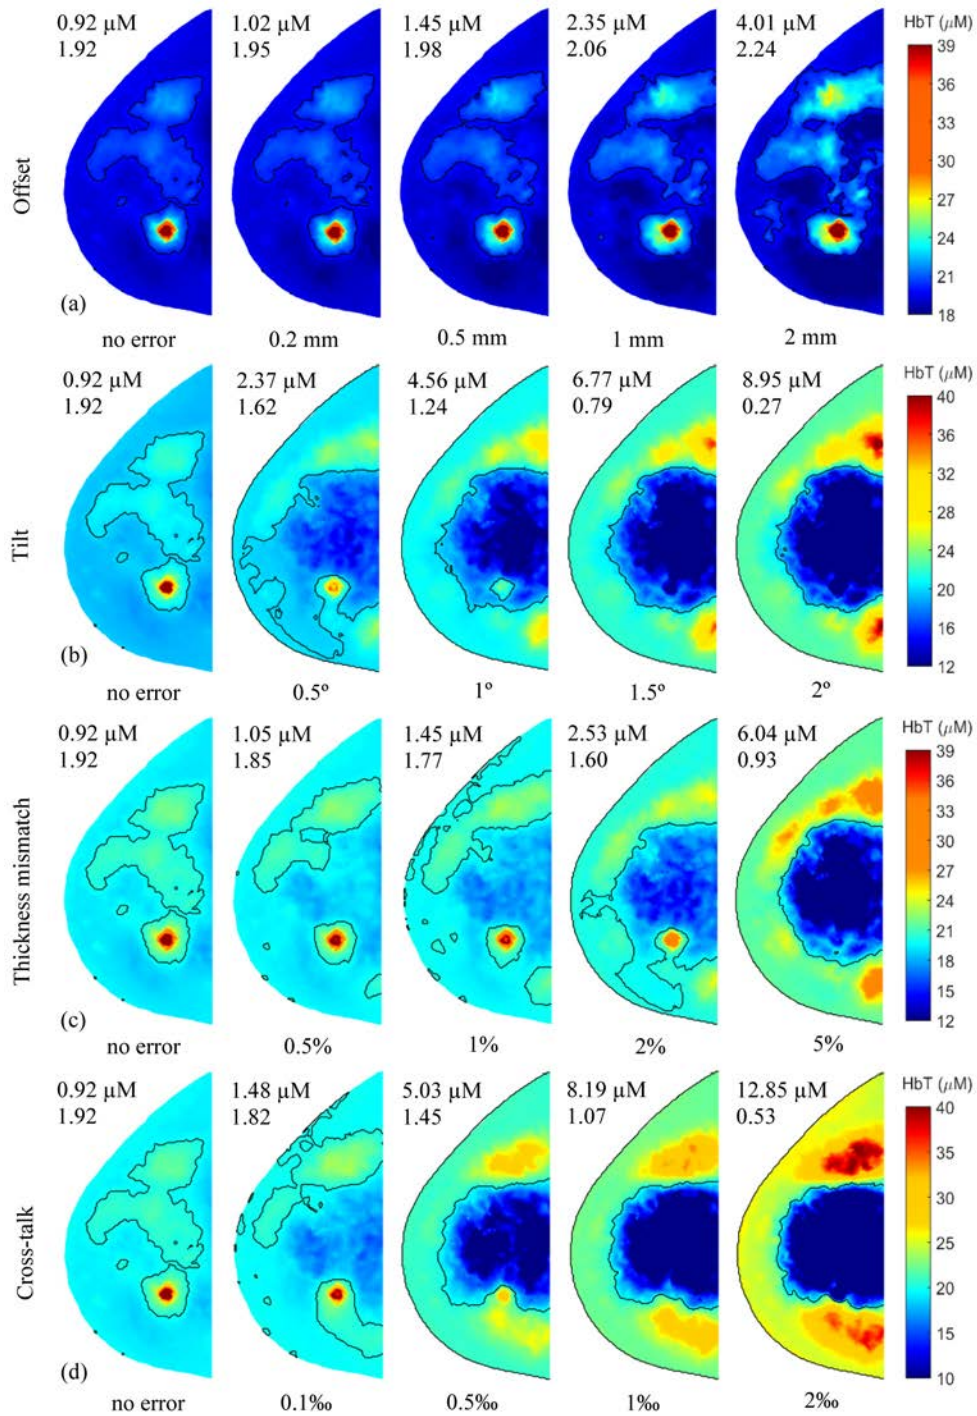 0.92 µM 1.02 µM 1.45 µM 2.35 µM 4.01 µM HbT (µM)
1.92 1.95 1.98 2.06 2.24 39
36
33
30
Offset
27
24
21
(a) 18
no error 0.2 mm 0.5 mm 1 mm 2 mm
0.92 µM 2.37 µM 4.56 µM 6.77 µM 8.95 µM HbT (µM)
1.92 1.62 1.24 0.79 0.27 40
36
32
28
Tilt
24
20
16
(b) 12
no error 0.5º 1º 1.5º 2º
0.92 µM 1.05 µM 1.45 µM 2.53 µM 6.04 µM HbT (µM)
1.92 1.85 1.77 1.60 0.93 39
36
33
30
27
Thickness mismatch
24
21
18
15
(c) 12
no error 0.5% 1% 2% 5%
0.92 µM 1.48 µM 5.03 µM 8.19 µM 12.85 µM HbT (µM)
1.92 1.82 1.45 1.07 0.53 40
35
30
25
Cross-talk
20
15
(d) 10
no error 0.1‰ 0.5‰ 1‰ 2‰